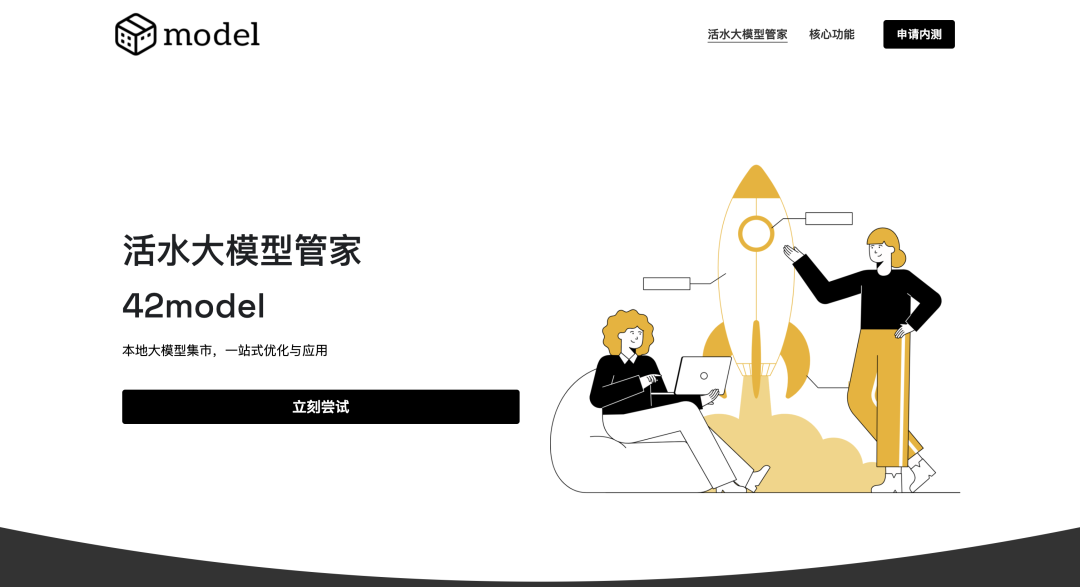 model
活水大模型管家
核心功能
申请内测
活水大模型管家
42model
本地大模型集市，一站式优化与应用
立刻尝试